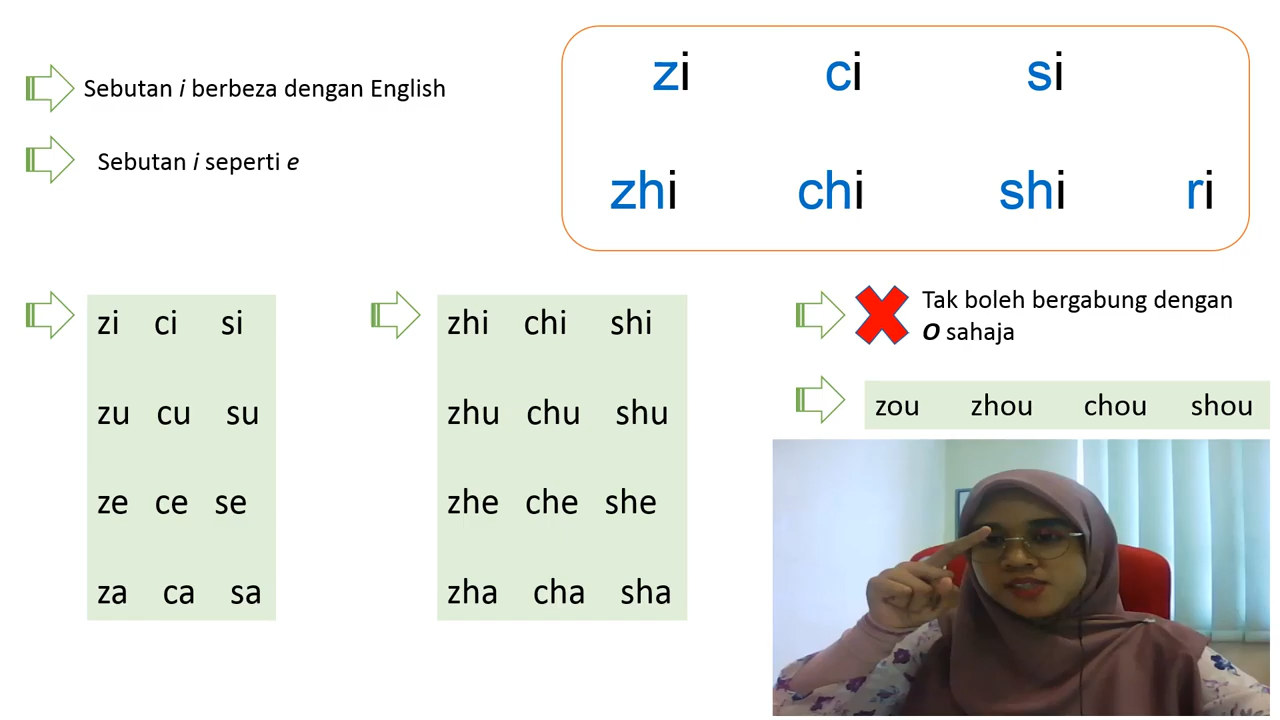 Sebutan i berbeza dengan English
Sebutan i seperti e
zi ci si
zhi chi shi ri
zi ci si
zu cu su
ze ce se
za ca sa
zhi chi shi
zhu chu shu
zhe che she
zha cha sha
Tak boleh bergabung dengan
O sahaja
zou zhou chou shou